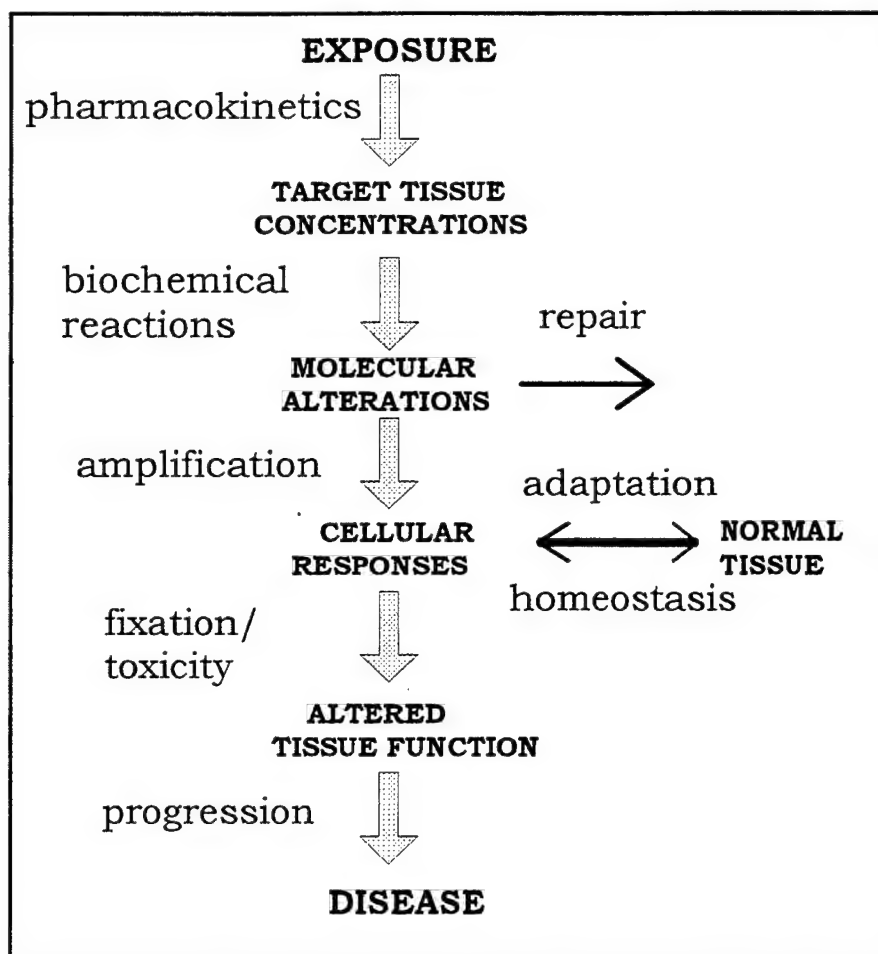 EXPOSURE
pharmacokinetics
TARGET TISSUE
CONCENTRATIONS
biochemical
reactions
repair
MOLECULAR
ALTERATIONS
amplification
adaptation
CELLULAR
RESPONSES
NORMAL
TISSUE
homeostasis
fixation/
toxicity
ALTERED
TISSUE FUNCTION
progression
DISEASE